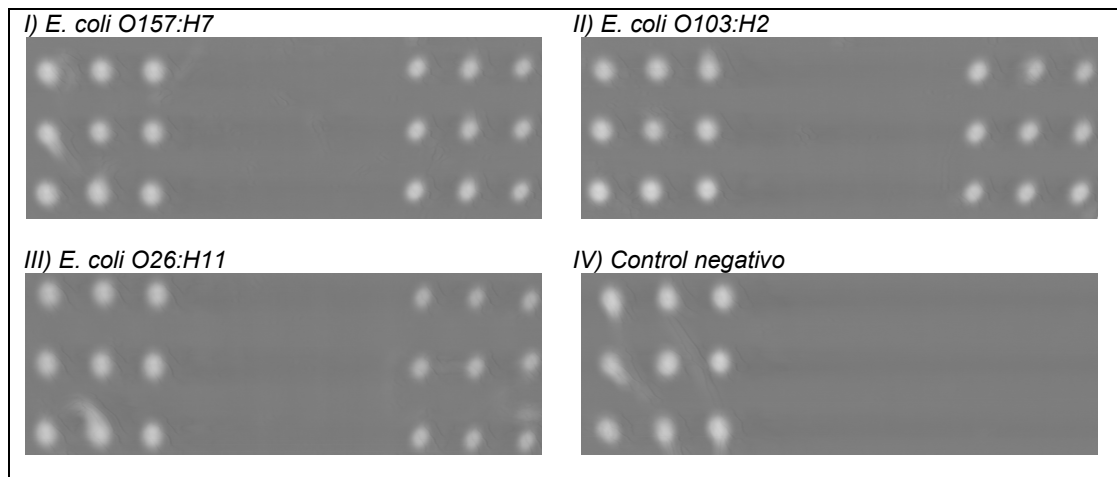 I) E. coli O157:H7
II) E. coli O103:H2
III) E. coli O26:H11
IV) Control negativo